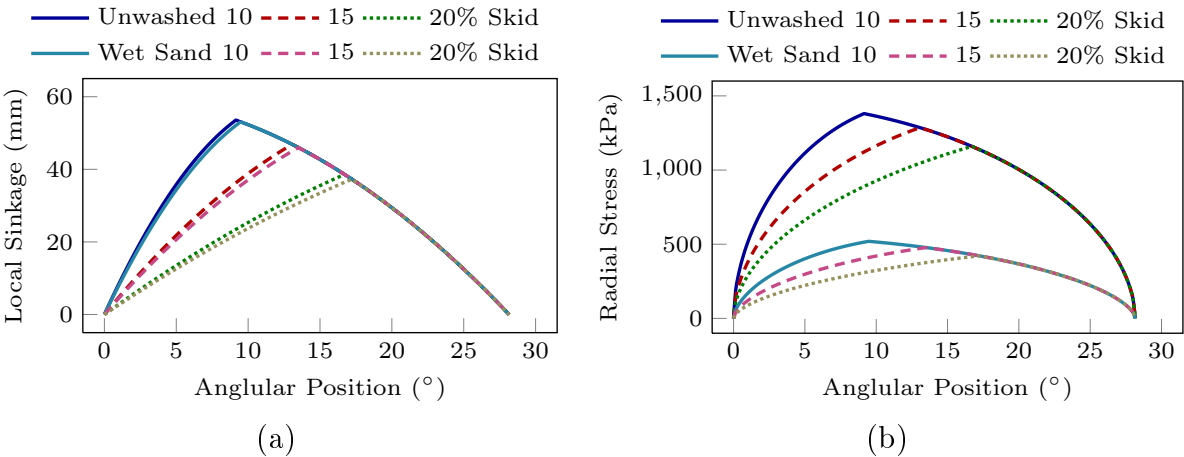 Unwashed 10 15 20% Skid
Wet Sand 10 15 20% Skid
Local Sinkage (mm)
60
40
20
0
0 5 10 15 20 25 30
Anglular Position (°)
(a)
Unwashed 10 15 20% Skid
Wet Sand 10 15 20% Skid
Radial Stress (kPa)
1,500
1,000
500
0
0 5 10 15 20 25 30
Anglular Position (°)
(b)